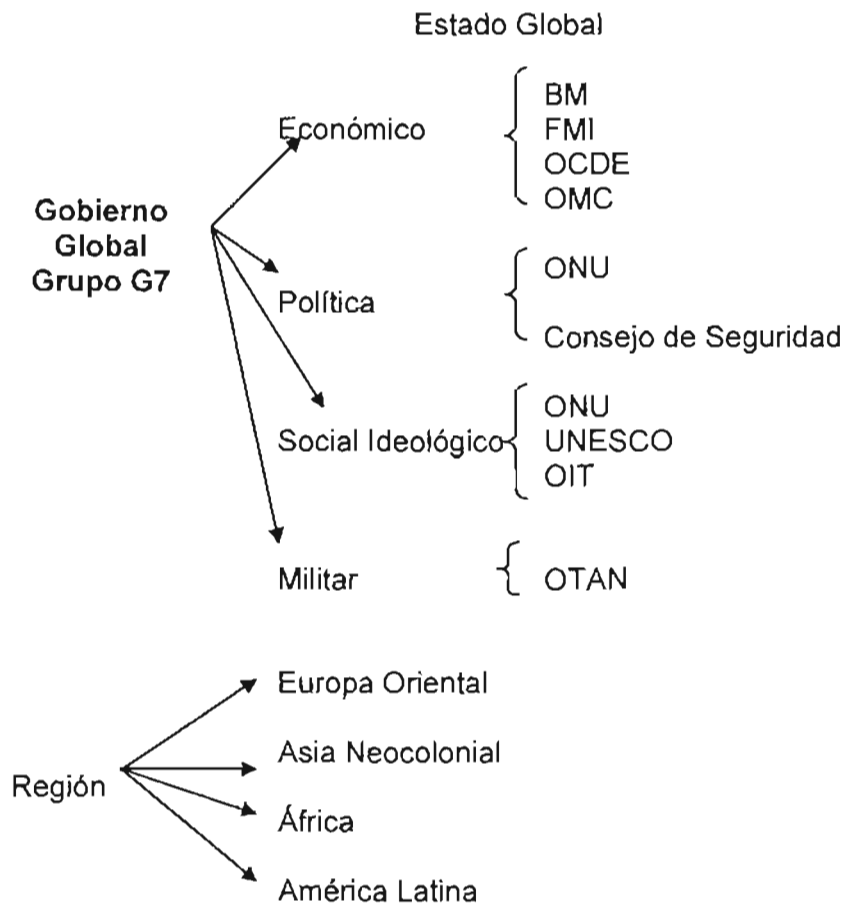 Estado Global
Económico
BM
FMI
OCDE
OMC
Gobierno
Global
Grupo G7
Política
ONU
Consejo de Seguridad
Social Ideológico
ONU
UNESCO
OIT
Militar
OTAN
Región
Europa Oriental
Asia Neocolonial
África
América Latina